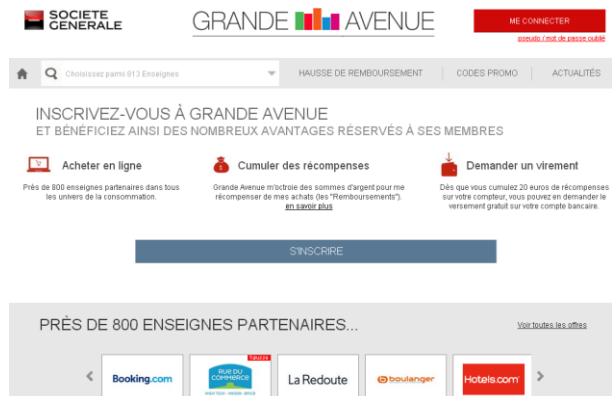 SOCIETE
GENERALE
GRANDE AVENUE
ME CONNECTER
pseudo / mot de passe oublié
Choisissez parmi 813 Enseignes
HAUSSE DE REMBOURSEMENT
CODES PROMO
ACTUALITÉS
INSCRIVEZ-VOUS À GRANDE AVENUE
ET BÉNÉFICIEZ AINSI DES NOMBREUX AVANTAGES RÉSERVÉS À SES MEMBRES
Acheter en ligne
Près de 800 enseignes partenaires dans tous
les univers de la consommation.
Cumuler des récompenses
Grande Avenue m'octroie des sommes d'argent pour me
récompenser de mes achats (les "Remboursements").
en savoir plus
Demander un virement
Dès que vous cumulez 20 euros de récompenses
sur votre compteur, vous pouvez en demander le
versement gratuit sur votre compte bancaire.
S'INSCRIRE
PRÈS DE 800 ENSEIGNES PARTENAIRES...
Voir toutes les offres
Booking.com
RUE DU
COMMERCE
La Redoute
boulanger
Hotels.com